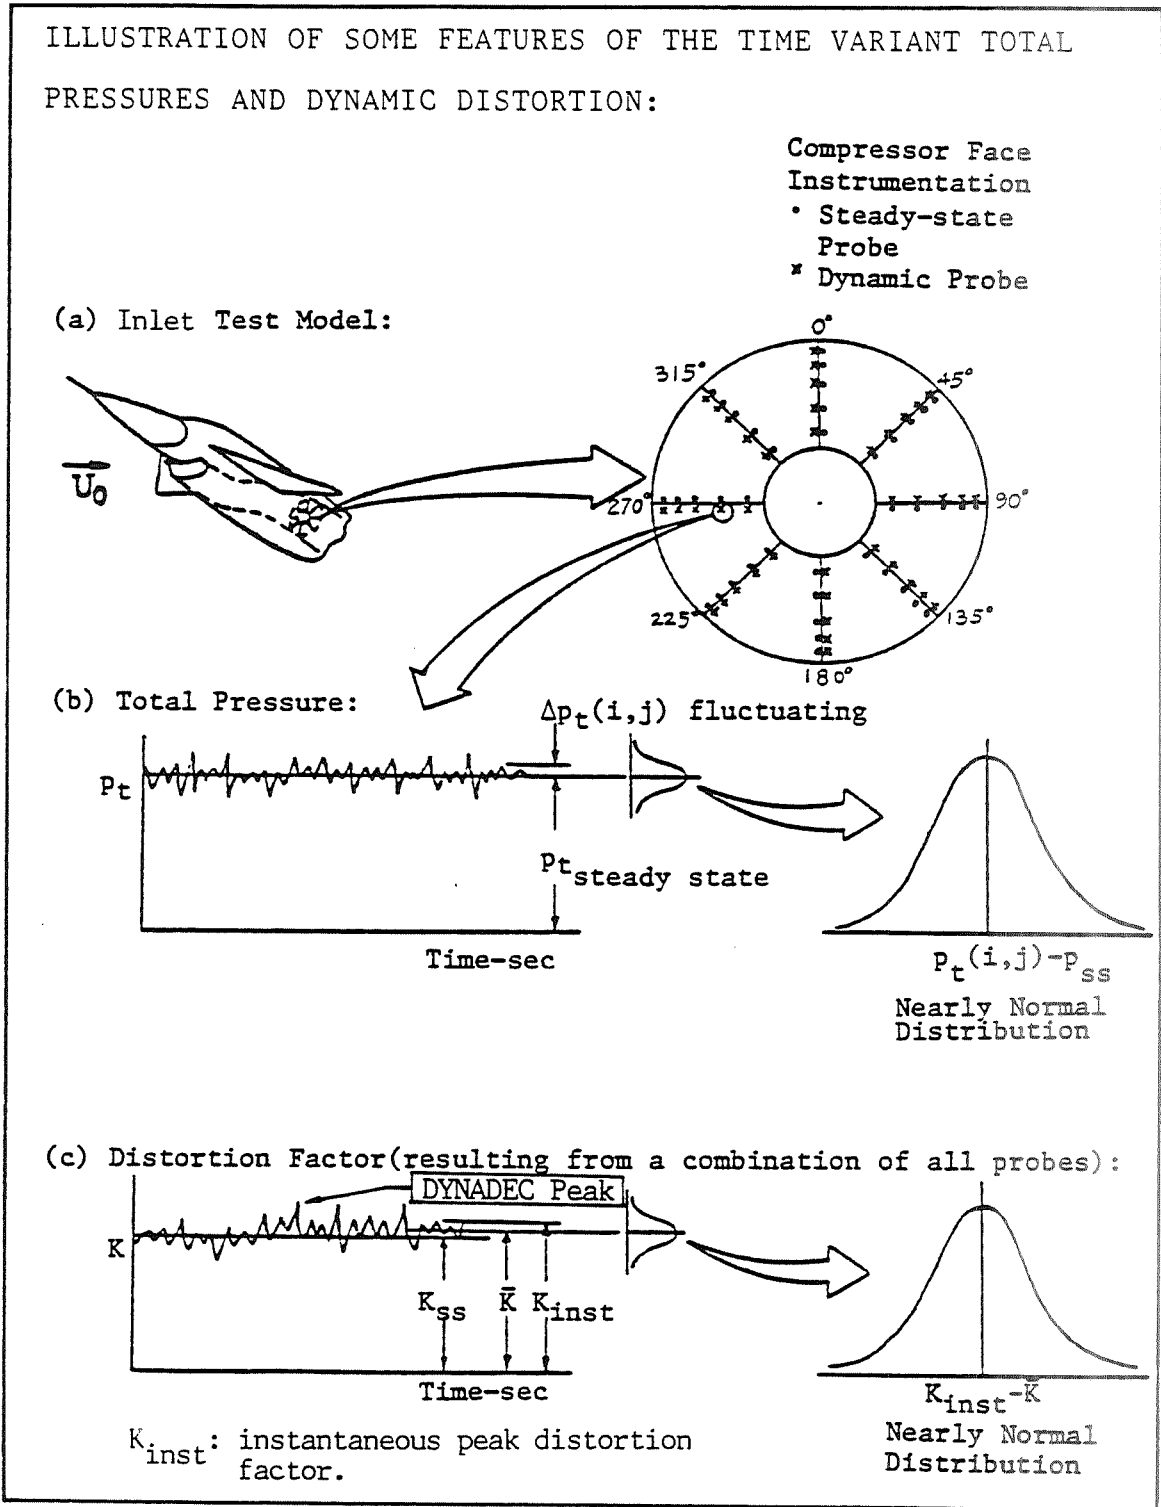 ILLUSTRATION OF SOME FEATURES OF THE TIME VARIANT TOTAL
PRESSURES AND DYNAMIC DISTORTION:
Compressor Face
Instrumentation
• Steady-state
Probe
× Dynamic Probe
(a) Inlet Test Model:
U₀
0°
45°
90°
135°
180°
225°
270°
315°
(b) Total Pressure:
Δpt(i,j) fluctuating
Pt
Pt steady state
Time-sec
Pt(i,j)-Pss
Nearly Normal
Distribution
(c) Distortion Factor(resulting from a combination of all probes):
DYNADEC Peak
K
Kss
K̄
Kinst
Time-sec
Kinst-K̄
Nearly Normal
Distribution
Kinst: instantaneous peak distortion
factor.